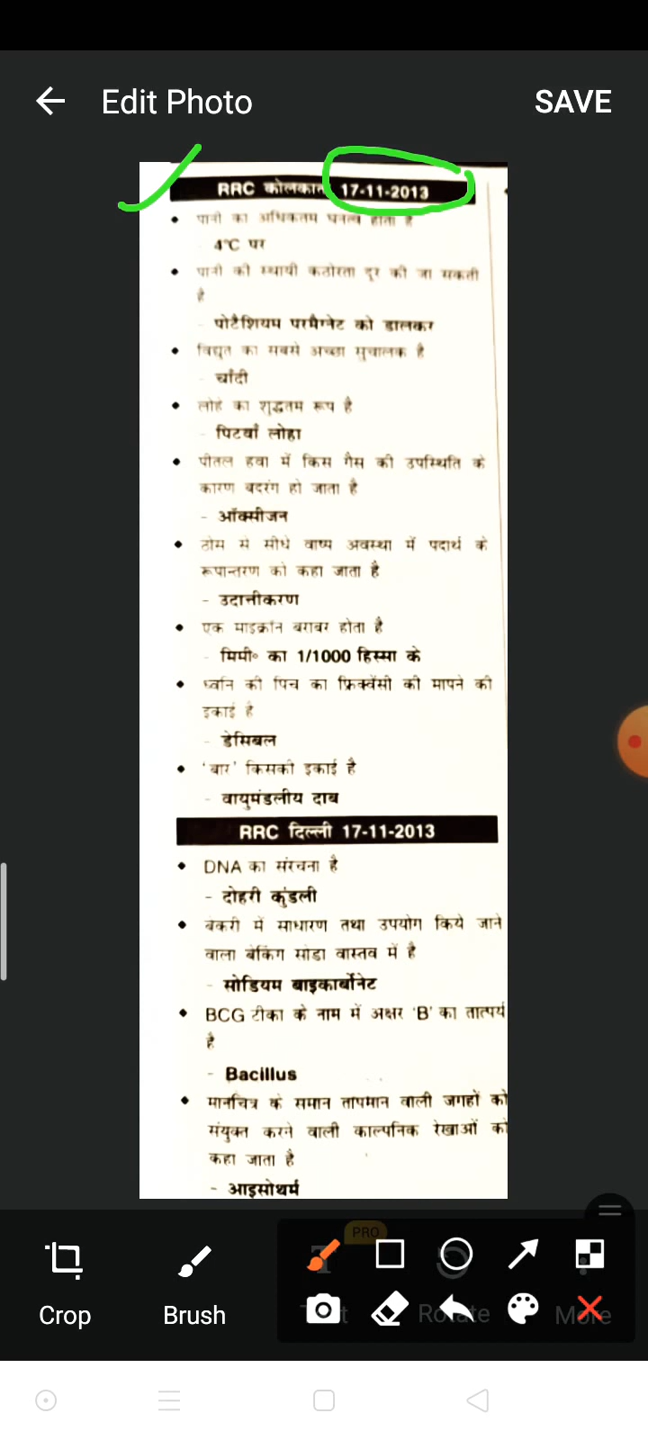 Edit Photo
SAVE
RRC कोलकाता 17-11-2013
• पानी का अधिकतम घनत्व होता है
- 4°C पर
• पानी की स्थायी कठोरता दूर की जा सकती
है
- पोटैशियम परमैग्नेट को डालकर
• विद्युत का सबसे अच्छा सुचालक है
- चाँदी
• लोहे का शुद्धतम रूप है
- पिटवाँ लोहा
• पीतल हवा में किस गैस की उपस्थिति के
कारण बदरंग हो जाता है
- ऑक्सीजन
• ठोस से सीधे वाष्प अवस्था में पदार्थ के
रूपान्तरण को कहा जाता है
- उदात्तीकरण
• एक माइक्रॉन बराबर होता है
- मिमी० का 1/1000 हिस्सा के
• ध्वनि की पिच का फ्रिक्वेंसी की मापने की
इकाई है
- डेसिबल
• 'बार' किसकी इकाई है
- वायुमंडलीय दाब
RRC दिल्ली 17-11-2013
• DNA का संरचना है
- दोहरी कुंडली
• बेकरी में साधारण तथा उपयोग किये जाने
वाला बेकिंग सोडा वास्तव में है
- सोडियम बाइकार्बोनेट
• BCG टीका के नाम में अक्षर 'B' का तात्पर्य
है
- Bacillus
• मानचित्र के समान तापमान वाली जगहों को
संयुक्त करने वाली काल्पनिक रेखाओं को
कहा जाता है
- आइसोथर्म
PRO
Crop
Brush
Rotate
More